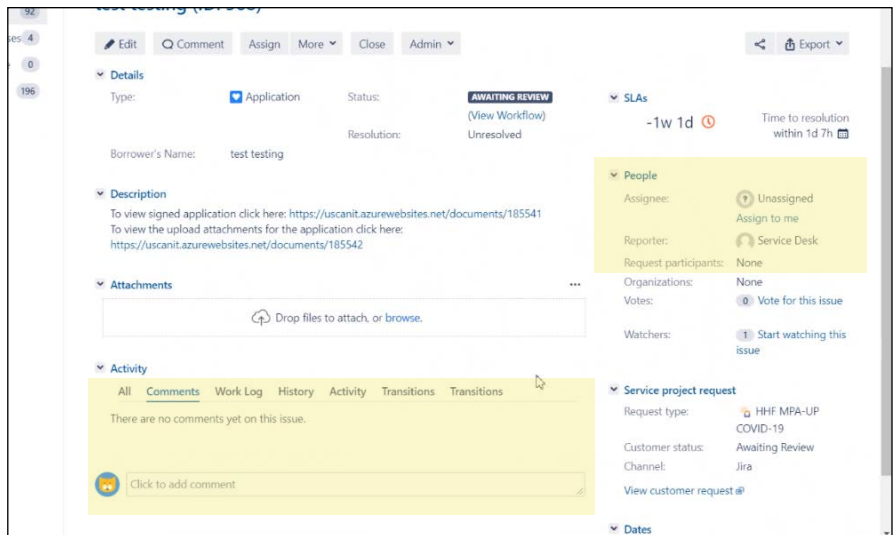 92
4
0
196
Edit Comment Assign More Close Admin Export
Details
Type: Application Status: AWAITING REVIEW
(View Workflow)
Resolution: Unresolved
Borrower's Name: test testing
Description
To view signed application click here: https://uscanit.azurewebsites.net/documents/185541
To view the upload attachments for the application click here:
https://uscanit.azurewebsites.net/documents/185542
Attachments
Drop files to attach, or browse.
Activity
All Comments Work Log History Activity Transitions Transitions
There are no comments yet on this issue.
Click to add comment
SLAs
-1w 1d Time to resolution
within 1d 7h
People
Assignee: Unassigned
Assign to me
Reporter: Service Desk
Request participants: None
Organizations: None
Votes: 0 Vote for this issue
Watchers: 1 Start watching this
issue
Service project request
Request type: HHF MPA-UP
COVID-19
Customer status: Awaiting Review
Channel: Jira
View customer request
Dates